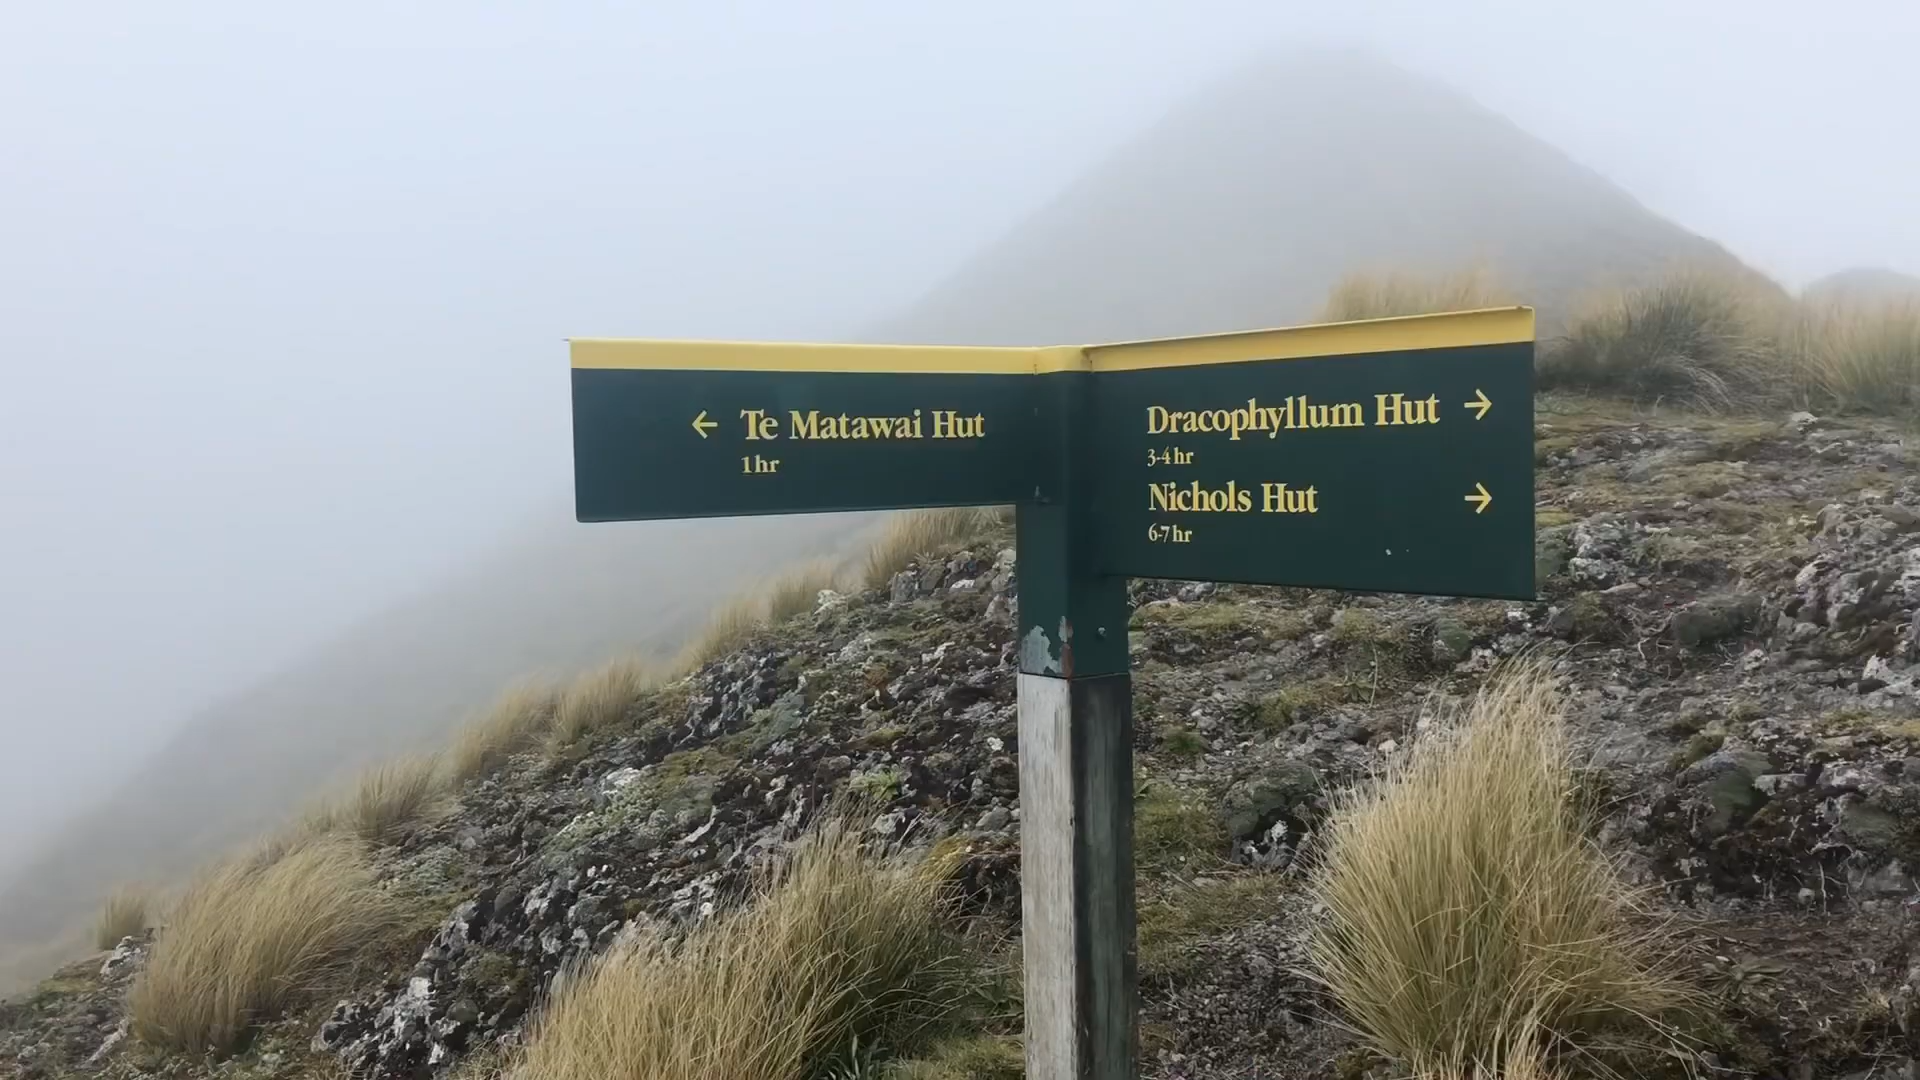 ← Te Matawai Hut
1 hr
Dracophyllum Hut →
3-4 hr
Nichols Hut →
6-7 hr